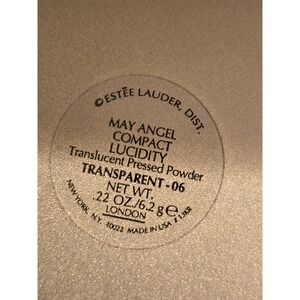 ©ESTÉE LAUDER, DIST.
MAY ANGEL
COMPACT
LUCIDITY
Translucent Pressed Powder
TRANSPARENT-06
NET WT.
.22 OZ./6.2 g e
LONDON
NEW YORK, N.Y. 10022 MADE IN USA